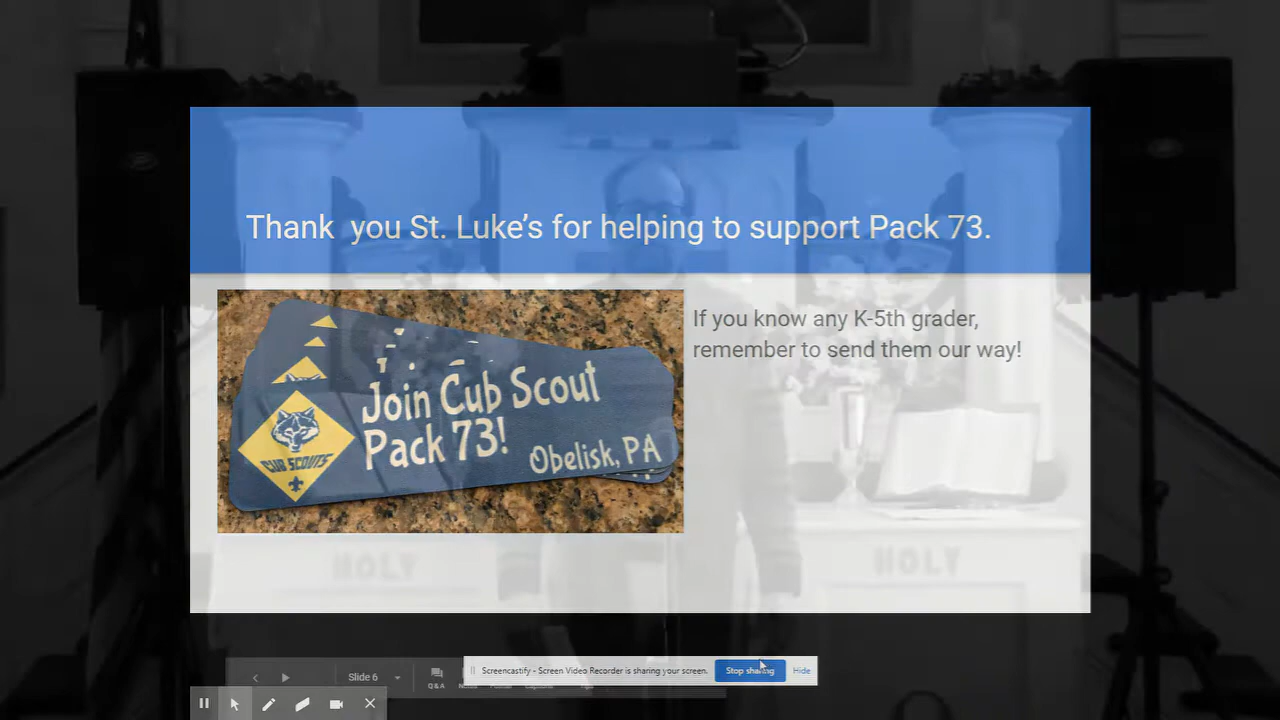 Thank you St. Luke's for helping to support Pack 73.
If you know any K-5th grader,
remember to send them our way!
Join Cub Scout
Pack 73!
Obelisk, PA
CUB SCOUTS
HOLY
HOLY
Slide 6
Q&A
Screencastify - Screen Video Recorder is sharing your screen.
Stop sharing
Hide